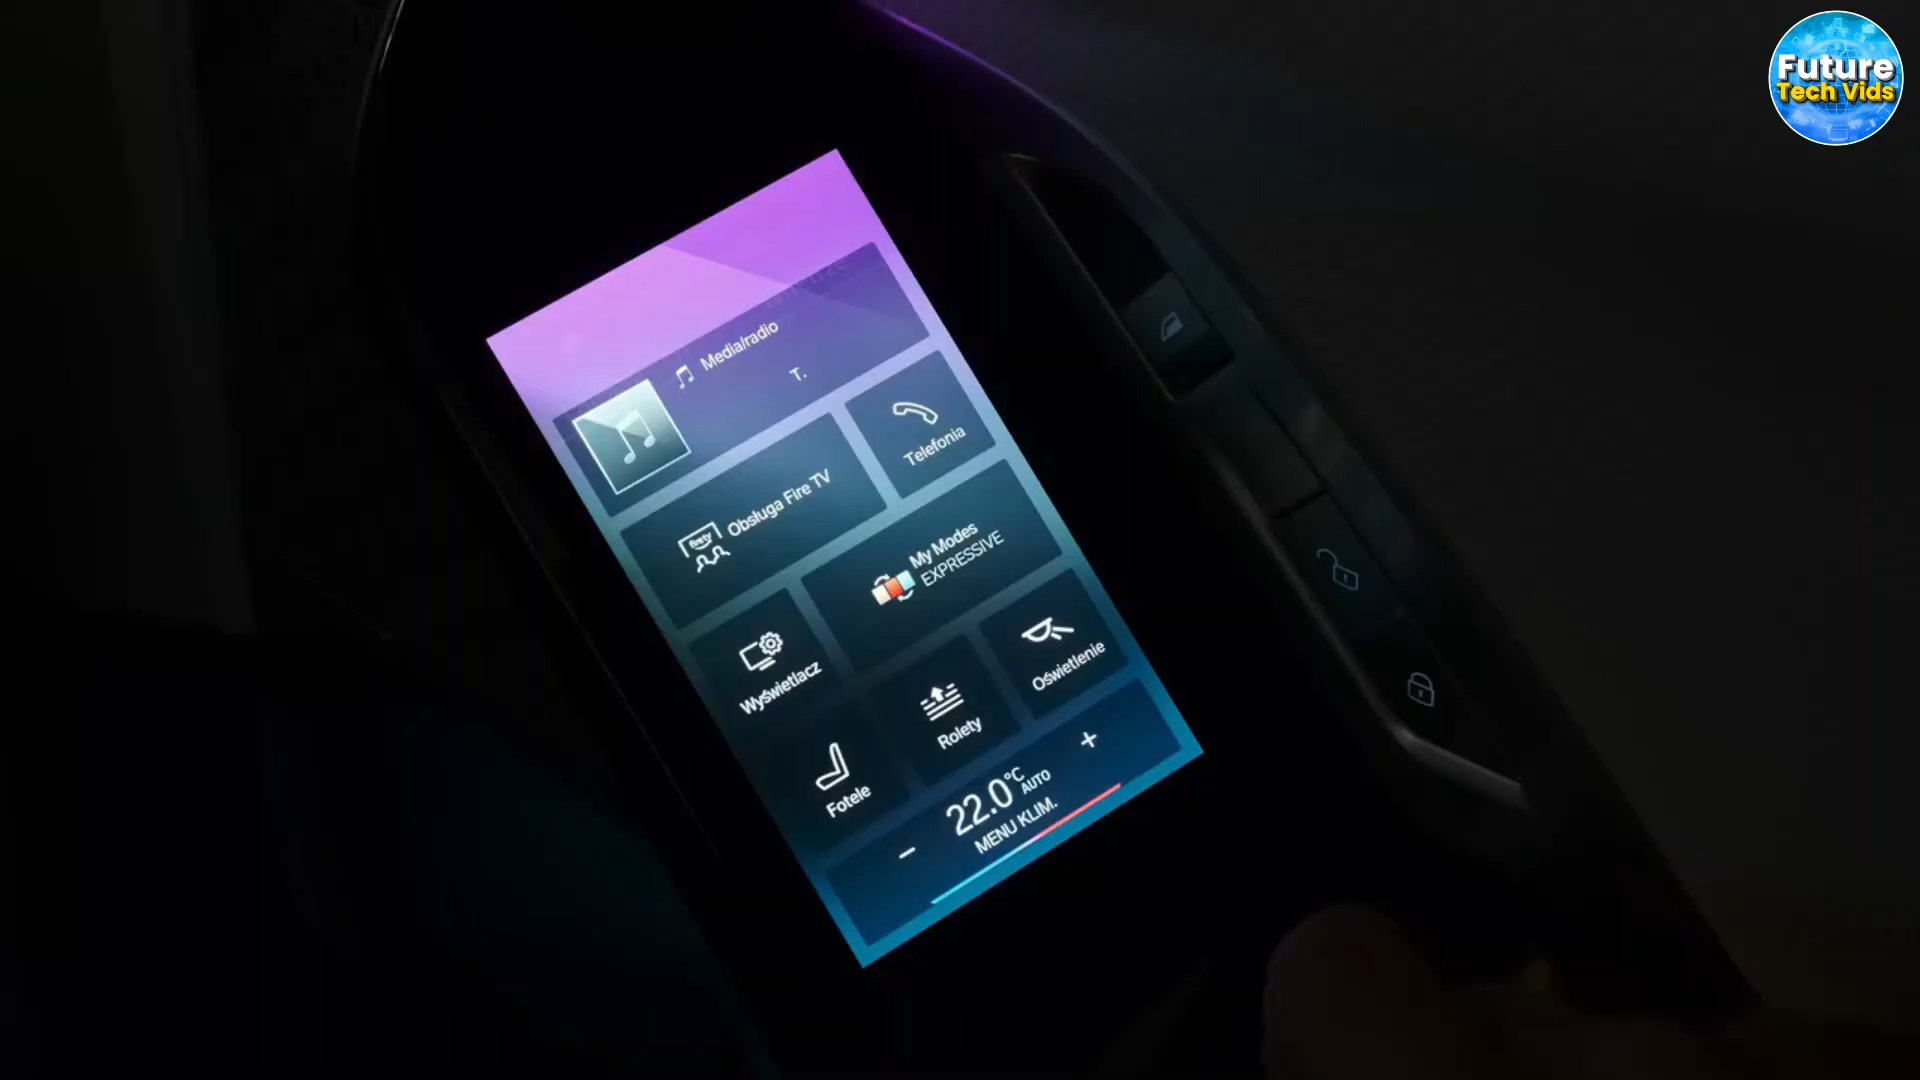 Future
Tech Vids
Media/radio
T.
Obsługa Fire TV
Telefonia
My Modes
EXPRESSIVE
Wyświetlacz
Rolety
Oświetlenie
Fotele
22.0°C AUTO
MENU KLIM.